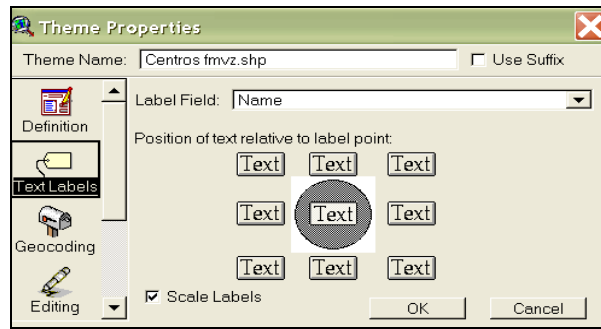 Theme Properties
Theme Name: Centros fmvz.shp Use Suffix
Definition
Text Labels
Geocoding
Editing
Label Field: Name
Position of text relative to label point:
Text Text Text
Text Text Text
Text Text Text
Scale Labels
OK Cancel